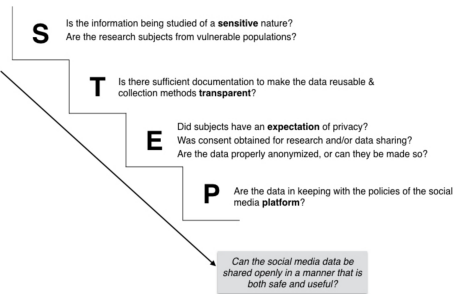 S
Is the information being studied of a sensitive nature?
Are the research subjects from vulnerable populations?
T
Is there sufficient documentation to make the data reusable &
collection methods transparent?
E
Did subjects have an expectation of privacy?
Was consent obtained for research and/or data sharing?
Are the data properly anonymized, or can they be made so?
P
Are the data in keeping with the policies of the social
media platform?
Can the social media data be
shared openly in a manner that is
both safe and useful?